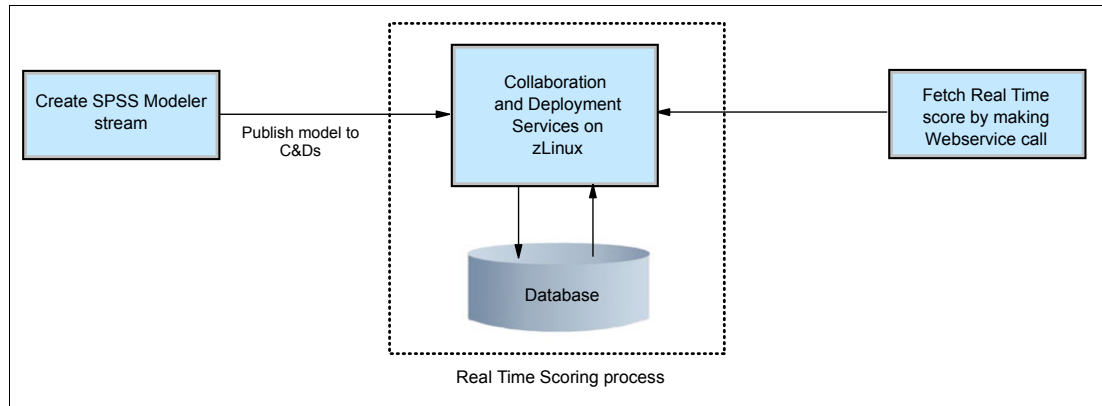 Create SPSS Modeler
stream
Publish model to
C&Ds
Collaboration
and Deployment
Services on
zLinux
Database
Real Time Scoring process
Fetch Real Time
score by making
Webservice call